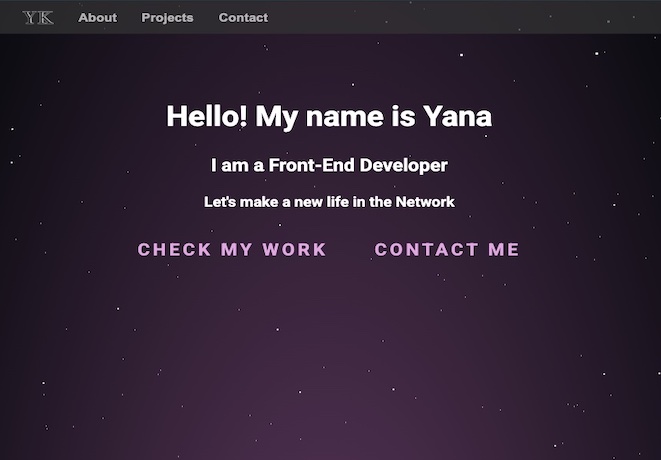 YK About Projects Contact
Hello! My name is Yana
I am a Front-End Developer
Let's make a new life in the Network
CHECK MY WORK CONTACT ME